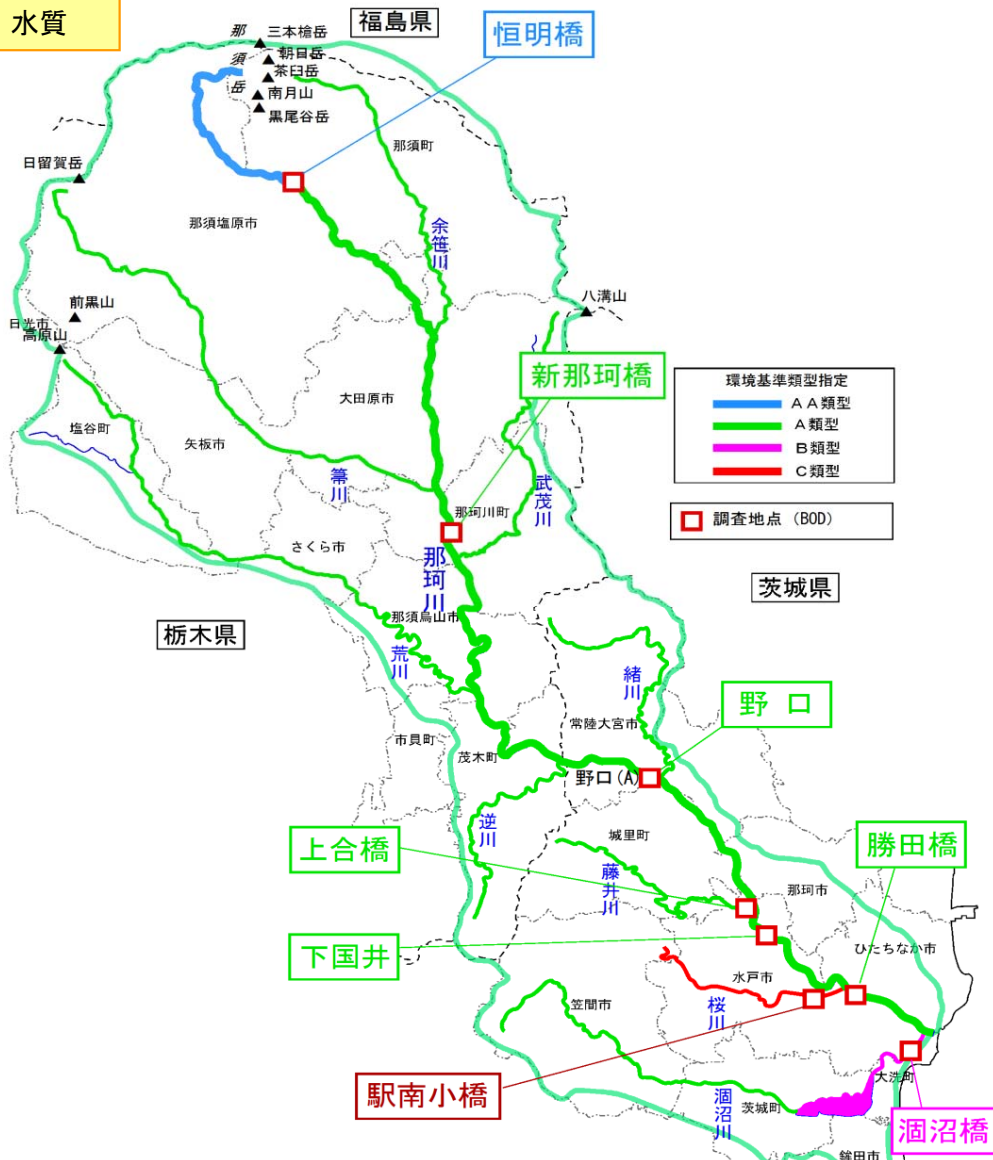 水質
福島県
恒明橋
那
須
岳
三本槍岳
朝日岳
茶臼岳
南月山
黒尾谷岳
那須町
日留賀岳
那須塩原市
余笹川
八溝山
前黒山
日光市
高原山
新那珂橋
環境基準類型指定
AA類型
A類型
B類型
C類型
大田原市
塩谷町
矢板市
箒川
武茂川
那珂川町
調査地点 (BOD)
さくら市
那珂川
茨城県
那須烏山市
栃木県
荒川
緒川
野 口
常陸大宮市
市貝町
茂木町
野口(A)
逆川
城里町
上合橋
勝田橋
藤井川
那珂市
下国井
ひたちなか市
水戸市
笠間市
桜川
駅南小橋
大洗町
涸沼川
茨城町
涸沼橋
鉾田市